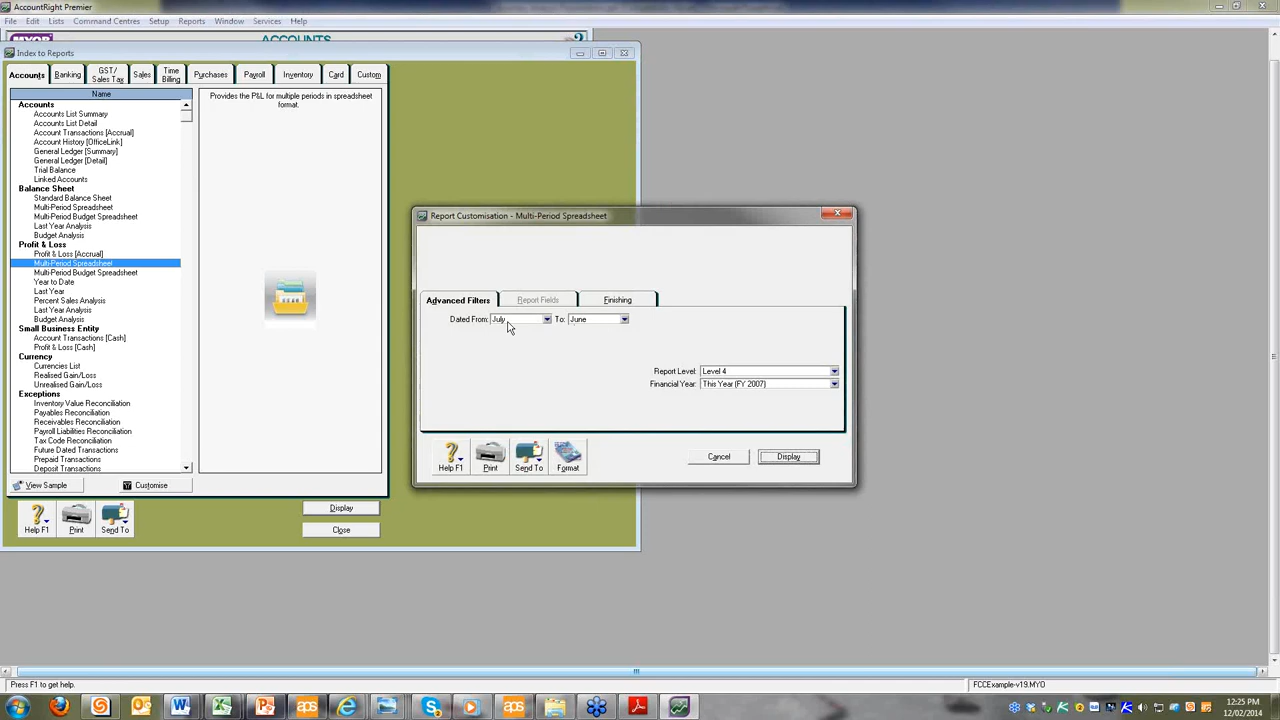 AccountRight Premier
File Edit Lists Command Centres Setup Reports Window Services Help
ACCOUNTS
Index to Reports
Accounts Banking GST/ Sales Tax Sales Time Billing Purchases Payroll Inventory Card Custom
Name
Provides the P&L for multiple periods in spreadsheet
format.
Accounts
Accounts List Summary
Accounts List Detail
Account Transactions [Accrual]
Account History [OfficeLink]
General Ledger [Summary]
General Ledger [Detail]
Trial Balance
Linked Accounts
Balance Sheet
Standard Balance Sheet
Multi-Period Spreadsheet
Multi-Period Budget Spreadsheet
Last Year Analysis
Budget Analysis
Profit & Loss
Profit & Loss [Accrual]
Multi-Period Spreadsheet
Multi-Period Budget Spreadsheet
Year to Date
Last Year
Percent Sales Analysis
Last Year Analysis
Budget Analysis
Small Business Entity
Account Transactions [Cash]
Profit & Loss [Cash]
Currency
Currencies List
Realised Gain/Loss
Unrealised Gain/Loss
Exceptions
Inventory Value Reconciliation
Payables Reconciliation
Receivables Reconciliation
Payroll Liabilities Reconciliation
Tax Code Reconciliation
Future Dated Transactions
Prepaid Transactions
Deposit Transactions
View Sample Customise
Help F1 Print Send To
Display
Close
Report Customisation - Multi-Period Spreadsheet
Advanced Filters Report Fields Finishing
Dated From: July To: June
Report Level: Level 4
Financial Year: This Year (FY 2007)
Help F1 Print Send To Format
Cancel Display
Press F1 to get help.
FCCExample-v19.MYO
12:25 PM
12/02/2014